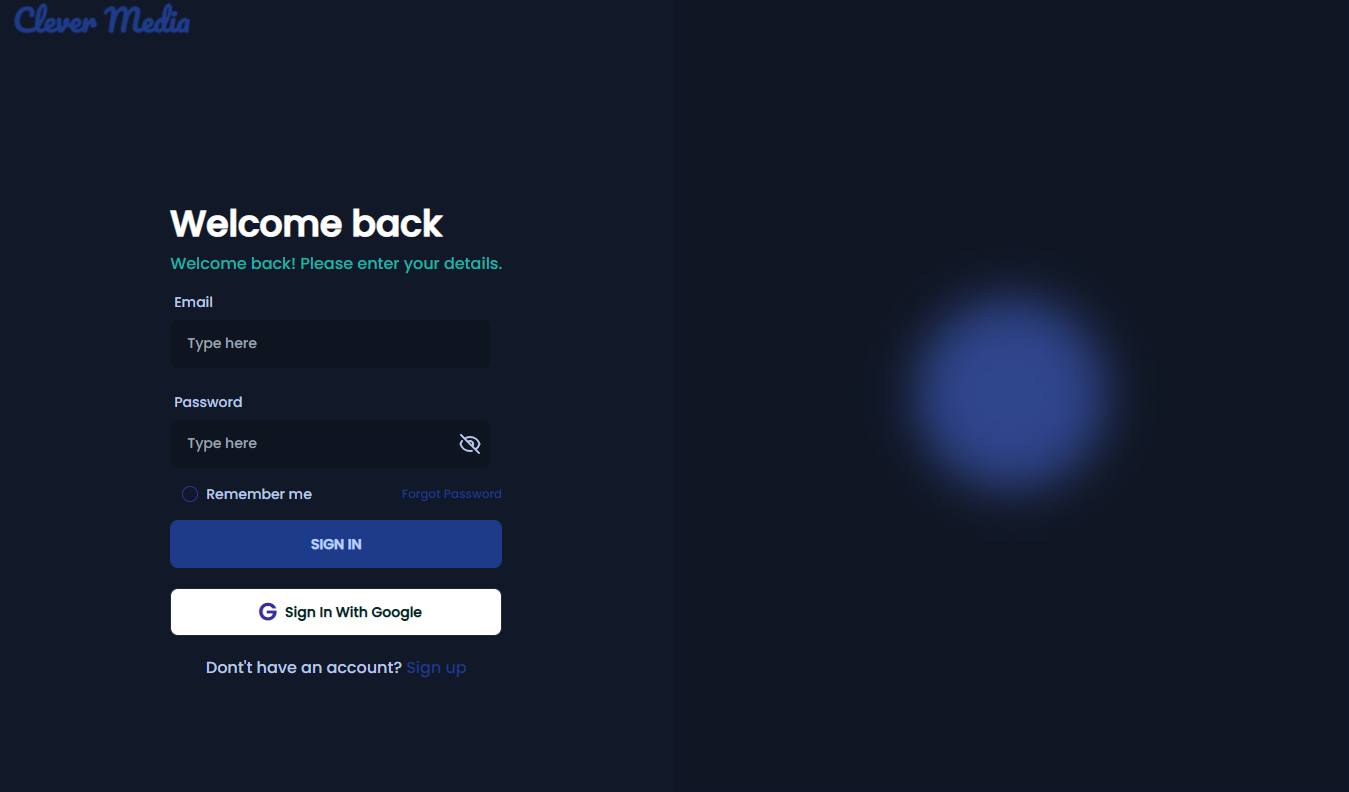 Clever Media
Welcome back
Welcome back! Please enter your details.
Email
Type here
Password
Type here
Remember me
Forgot Password
SIGN IN
G Sign In With Google
Dont't have an account? Sign up